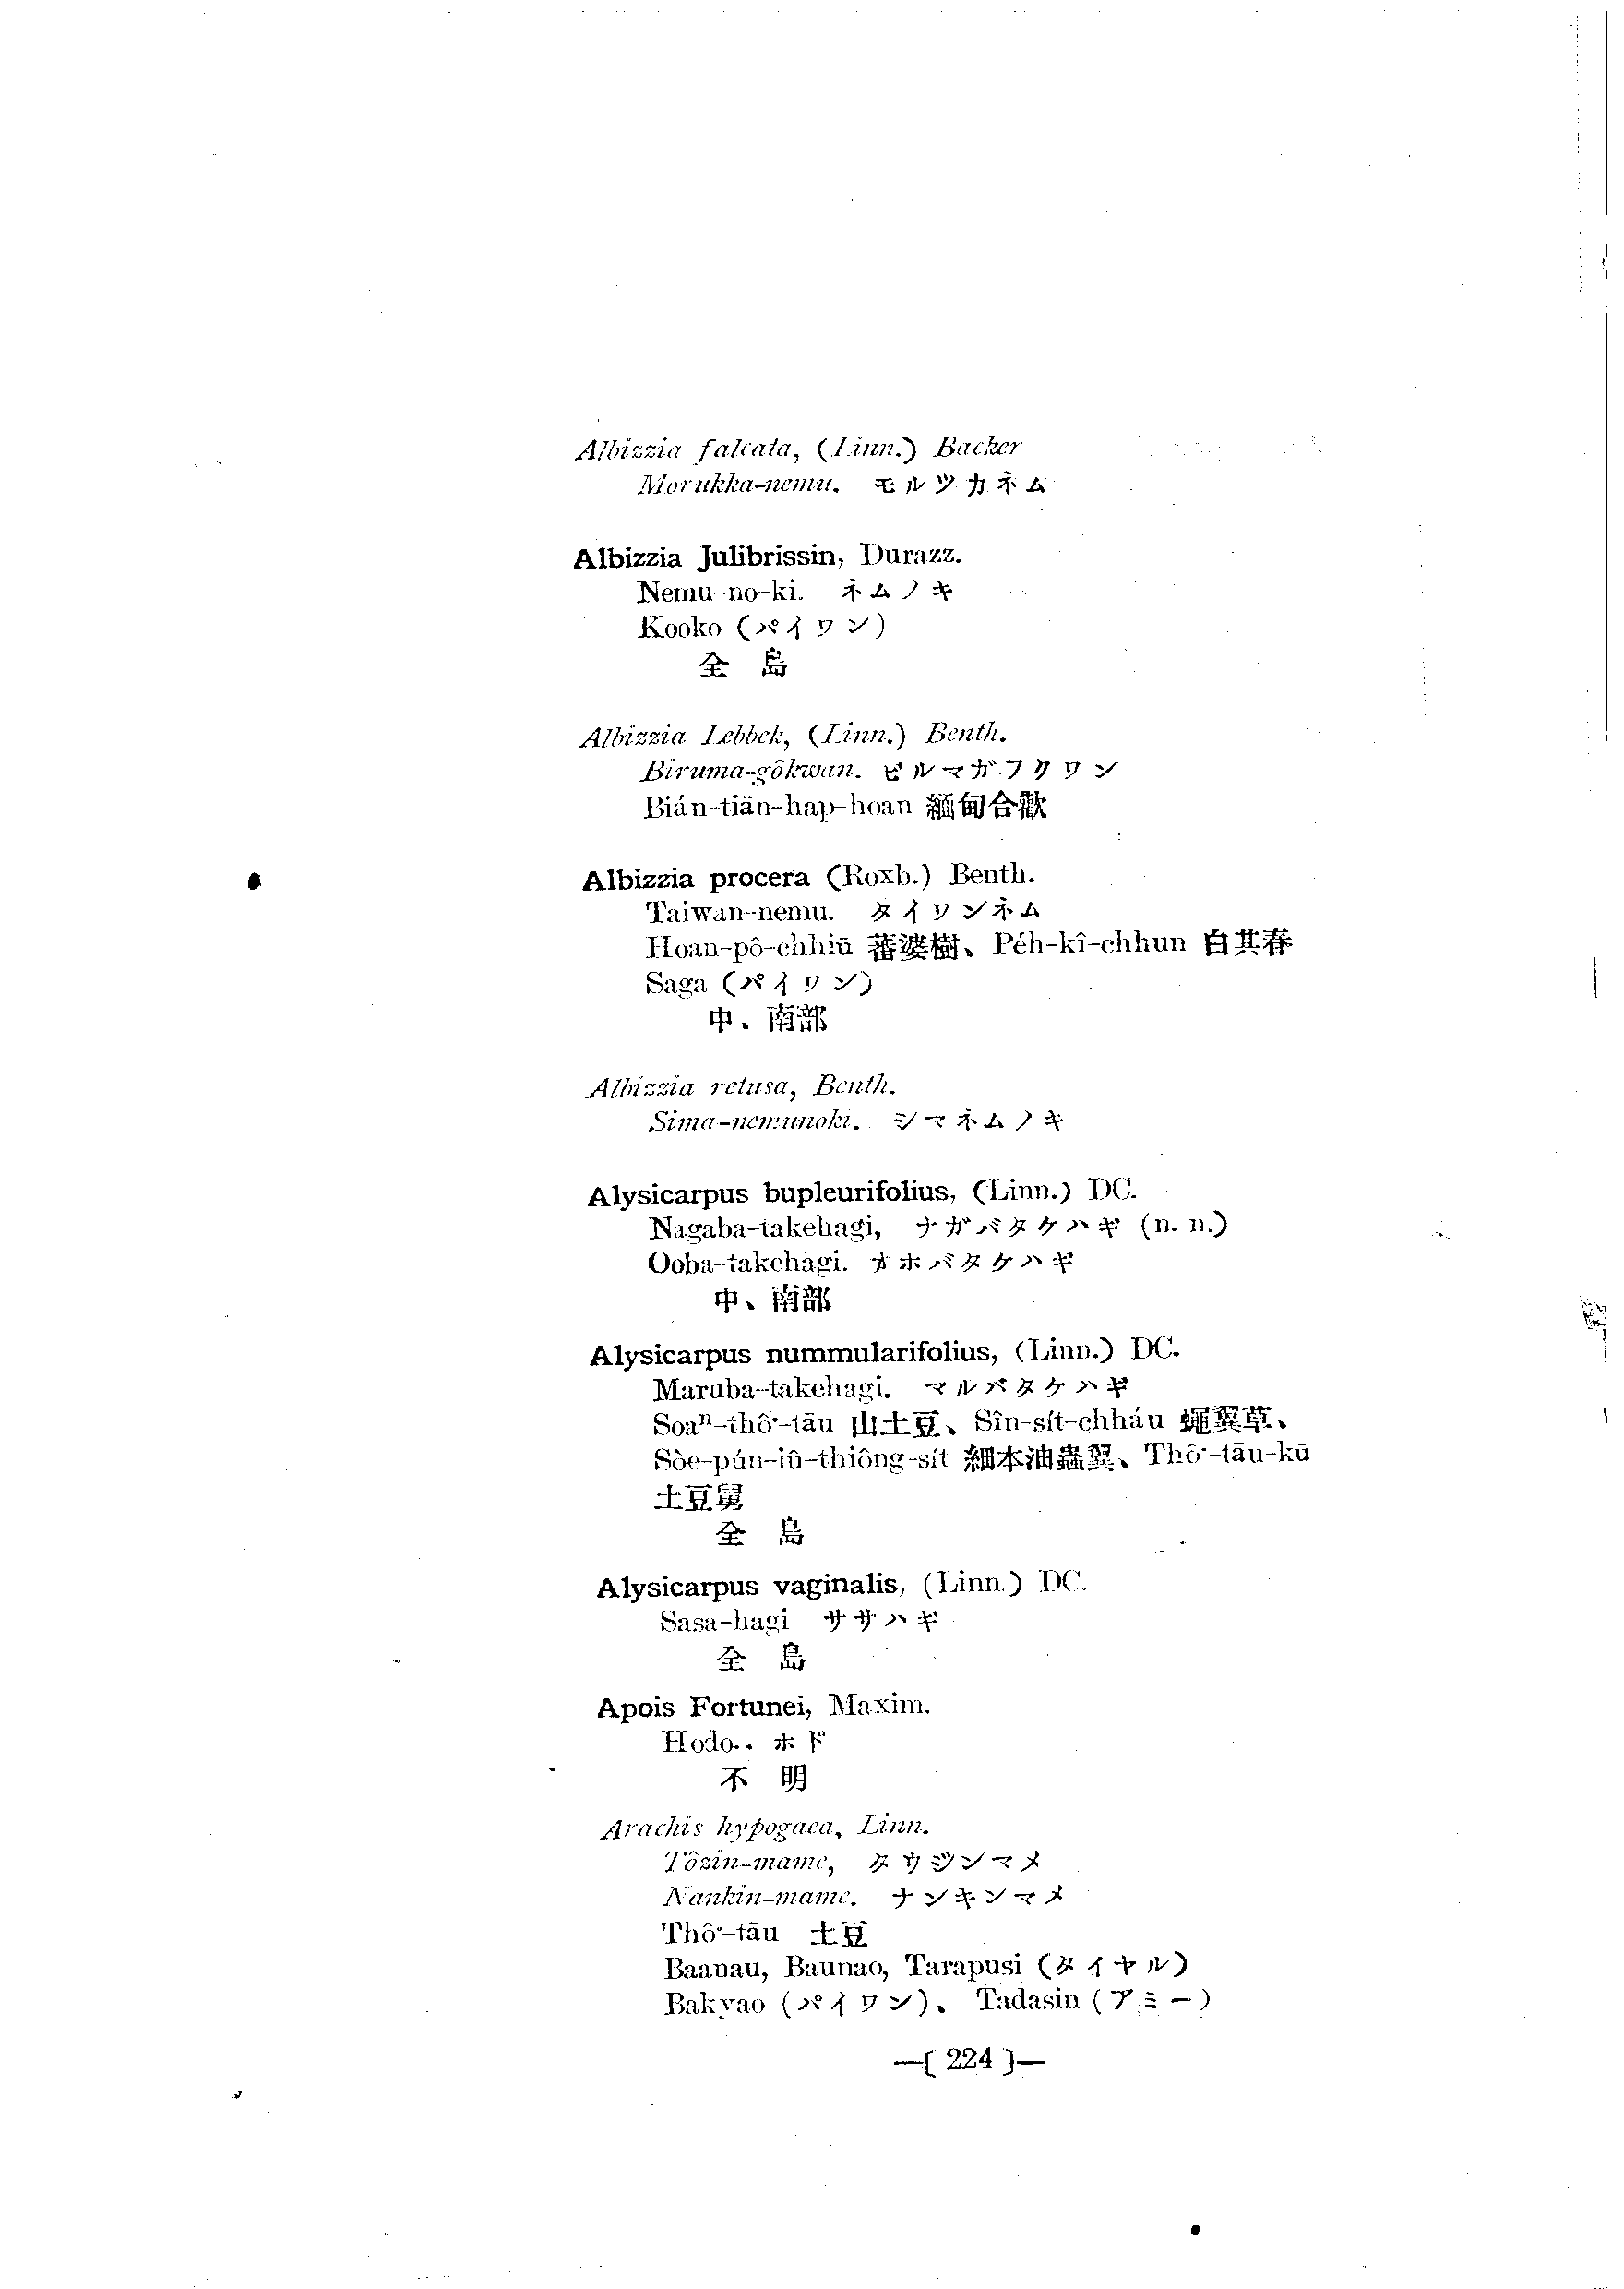 Albizzia falcata, (Linn.) Backer
Morukka-nemu. モルツカネム
Albizzia Julibrissin, Durazz.
Nemu-no-ki. ネムノキ
Kooko (パイワン)
全島
Albizzia Lebbek, (Linn.) Benth.
Biruma-gôkwan. ビルマガフクワン
Bián-tiān-hap-hoan 緬甸合歡
Albizzia procera (Roxb.) Benth.
Taiwan-nemu. タイワンネム
Hoan-pô-chhiū 蕃婆樹、Péh-kî-chhun 白其春
Saga (パイワン)
中、南部
Albizzia retusa, Benth.
Sima-nemunoki. シマネムノキ
Alysicarpus bupleurifolius, (Linn.) DC.
Nagaba-takehagi, ナガバタケハギ (n. n.)
Ooba-takehagi. オホバタケハギ
中、南部
Alysicarpus nummularifolius, (Linn.) DC.
Maruba-takehagi. マルバタケハギ
Soaⁿ-thô·-tāu 山土豆、Sîn-sít-chháu 蠅翼草、
Sòe-pún-iû-thiông-sít 細本油蟲翼、Thô·-tāu-kū
土豆舅
全島
Alysicarpus vaginalis, (Linn.) DC.
Sasa-hagi ササハギ
全島
Apois Fortunei, Maxim.
Hodo.. ホド
不明
Arachis hypogaea, Linn.
Tôzin-mame, タウジンマメ
Nankin-mame. ナンキンマメ
Thô·-tāu 土豆
Baanau, Baunao, Tarapusi (タイヤル)
Bakyao (パイワン)、Tadasin (アミー)
—( 224 )—